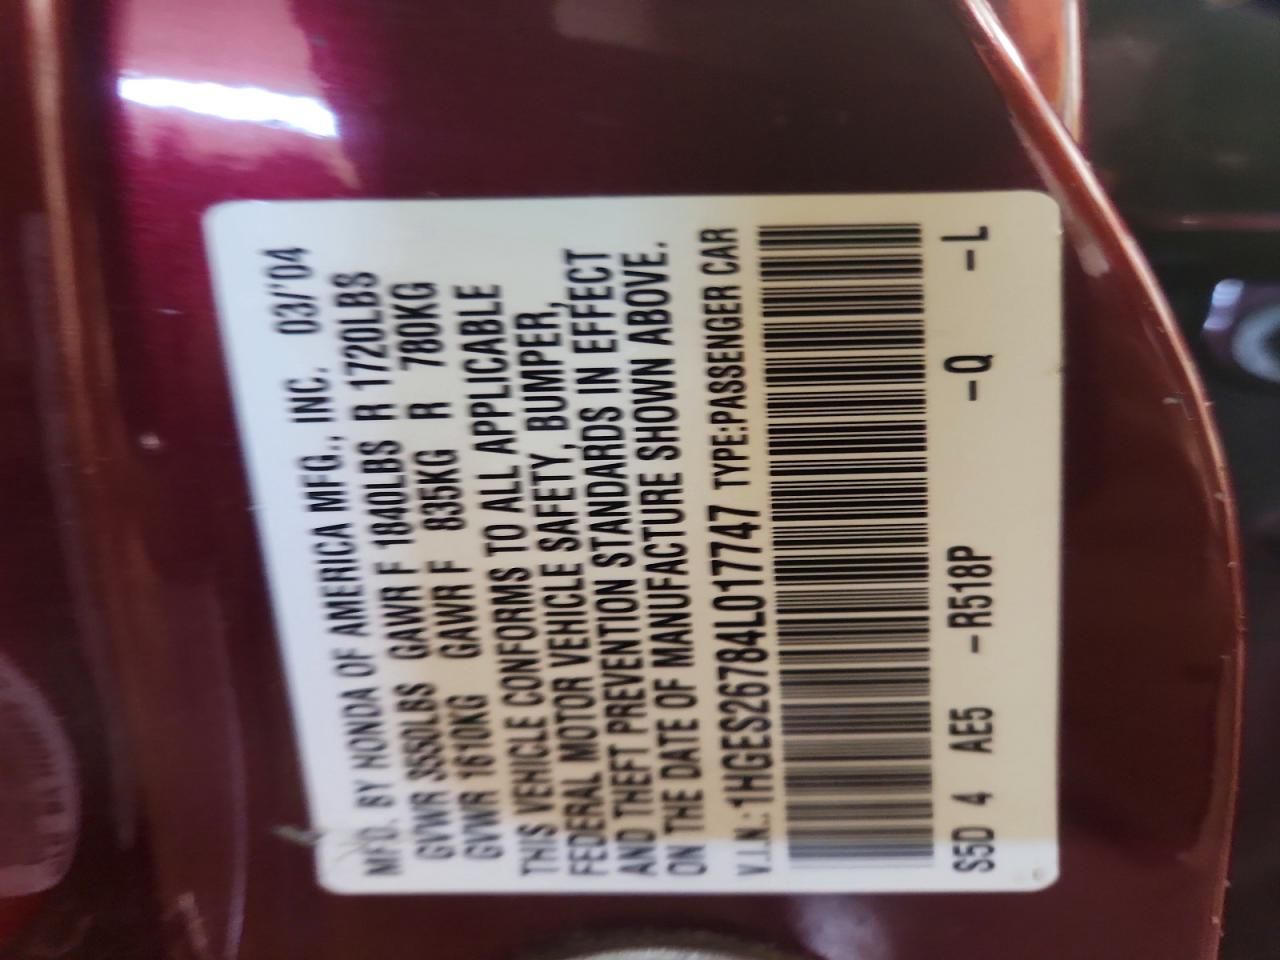 MFD. BY HONDA OF AMERICA MFG., INC. 03/'04
GVWR 3550LBS GAWR F 1840LBS R 1720LBS
GVWR 1610KG GAWR F 835KG R 780KG
THIS VEHICLE CONFORMS TO ALL APPLICABLE
FEDERAL MOTOR VEHICLE SAFETY, BUMPER,
AND THEFT PREVENTION STANDARDS IN EFFECT
ON THE DATE OF MANUFACTURE SHOWN ABOVE.
V.I.N.:1HGES26784L017747 TYPE:PASSENGER CAR
S5D 4 AE5 -R518P -Q -L